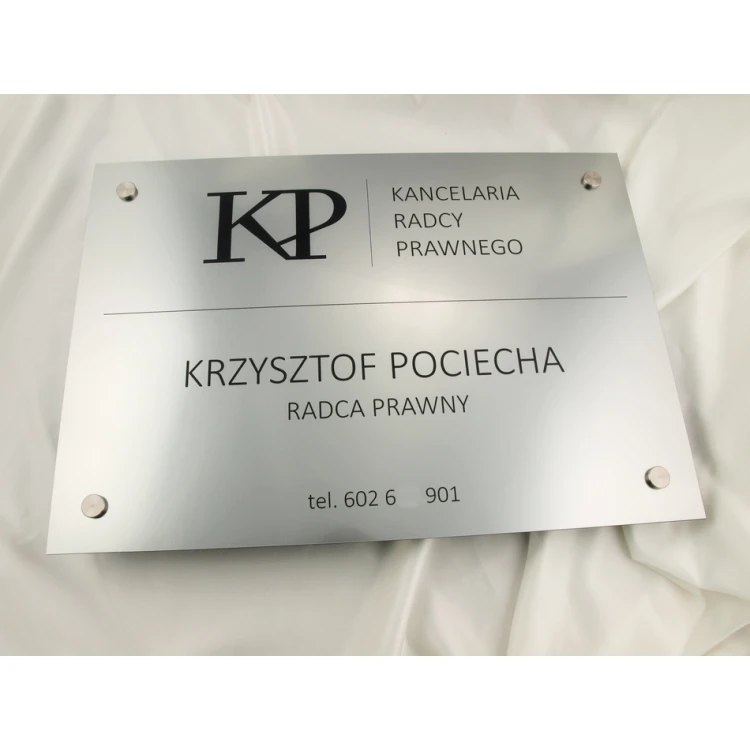 KP
KANCELARIA
RADCY
PRAWNEGO
KRZYSZTOF POCIECHA
RADCA PRAWNY
tel. 602 6 901